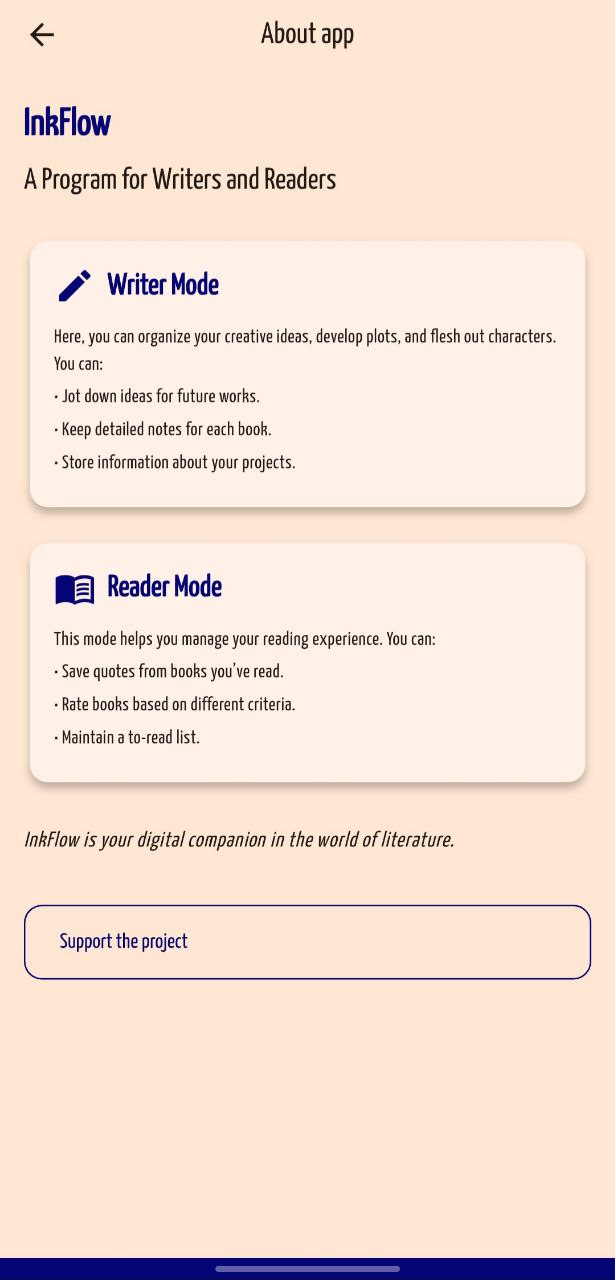 About app
InkFlow
A Program for Writers and Readers
Writer Mode
Here, you can organize your creative ideas, develop plots, and flesh out characters.
You can:
• Jot down ideas for future works.
• Keep detailed notes for each book.
• Store information about your projects.
Reader Mode
This mode helps you manage your reading experience. You can:
• Save quotes from books you've read.
• Rate books based on different criteria.
• Maintain a to-read list.
InkFlow is your digital companion in the world of literature.
Support the project